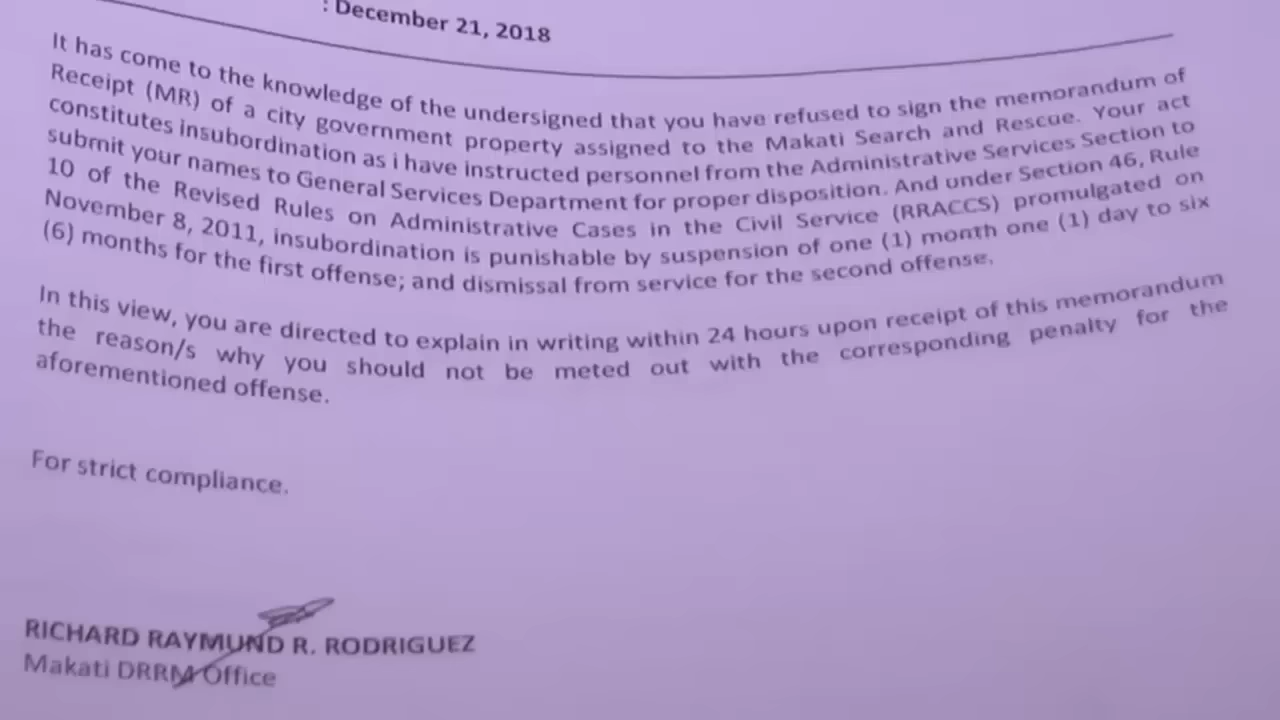 : December 21, 2018
It has come to the knowledge of the undersigned that you have refused to sign the memorandum of
Receipt (MR) of a city government property assigned to the Makati Search and Rescue. Your act
constitutes insubordination as i have instructed personnel from the Administrative Services Section to
submit your names to General Services Department for proper disposition. And under Section 46, Rule
10 of the Revised Rules on Administrative Cases in the Civil Service (RRACCS) promulgated on
November 8, 2011, insubordination is punishable by suspension of one (1) month one (1) day to six
(6) months for the first offense; and dismissal from service for the second offense.
In this view, you are directed to explain in writing within 24 hours upon receipt of this memorandum
the reason/s why you should not be meted out with the corresponding penalty for the
aforementioned offense.
For strict compliance.
RICHARD RAYMUND R. RODRIGUEZ
Makati DRRM Office